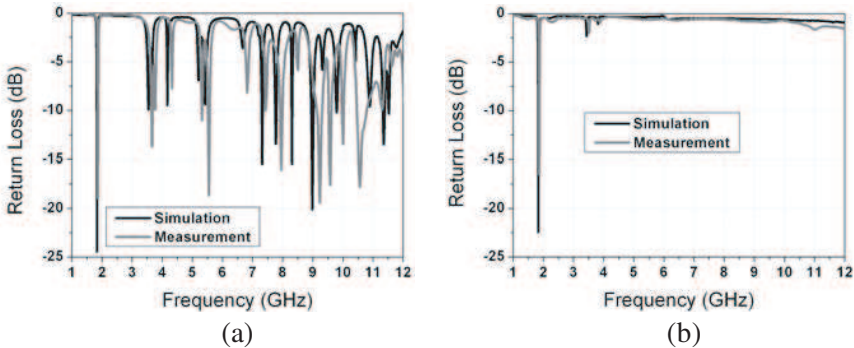 0
-5
-10
-15
-20
-25
Return Loss (dB)
Simulation
Measurement
1 2 3 4 5 6 7 8 9 10 11 12
Frequency (GHz)
(a)
0
-5
-10
-15
-20
-25
Return Loss (dB)
Simulation
Measurement
1 2 3 4 5 6 7 8 9 10 11 12
Frequency (GHz)
(b)